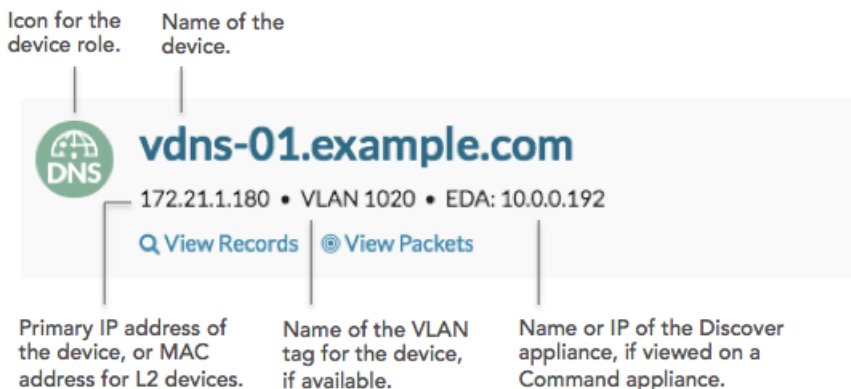 Icon for the
device role.
Name of the
device.
DNS
vdns-01.example.com
172.21.1.180 • VLAN 1020 • EDA: 10.0.0.192
View Records View Packets
Primary IP address of
the device, or MAC
address for L2 devices.
Name of the VLAN
tag for the device,
if available.
Name or IP of the Discover
appliance, if viewed on a
Command appliance.